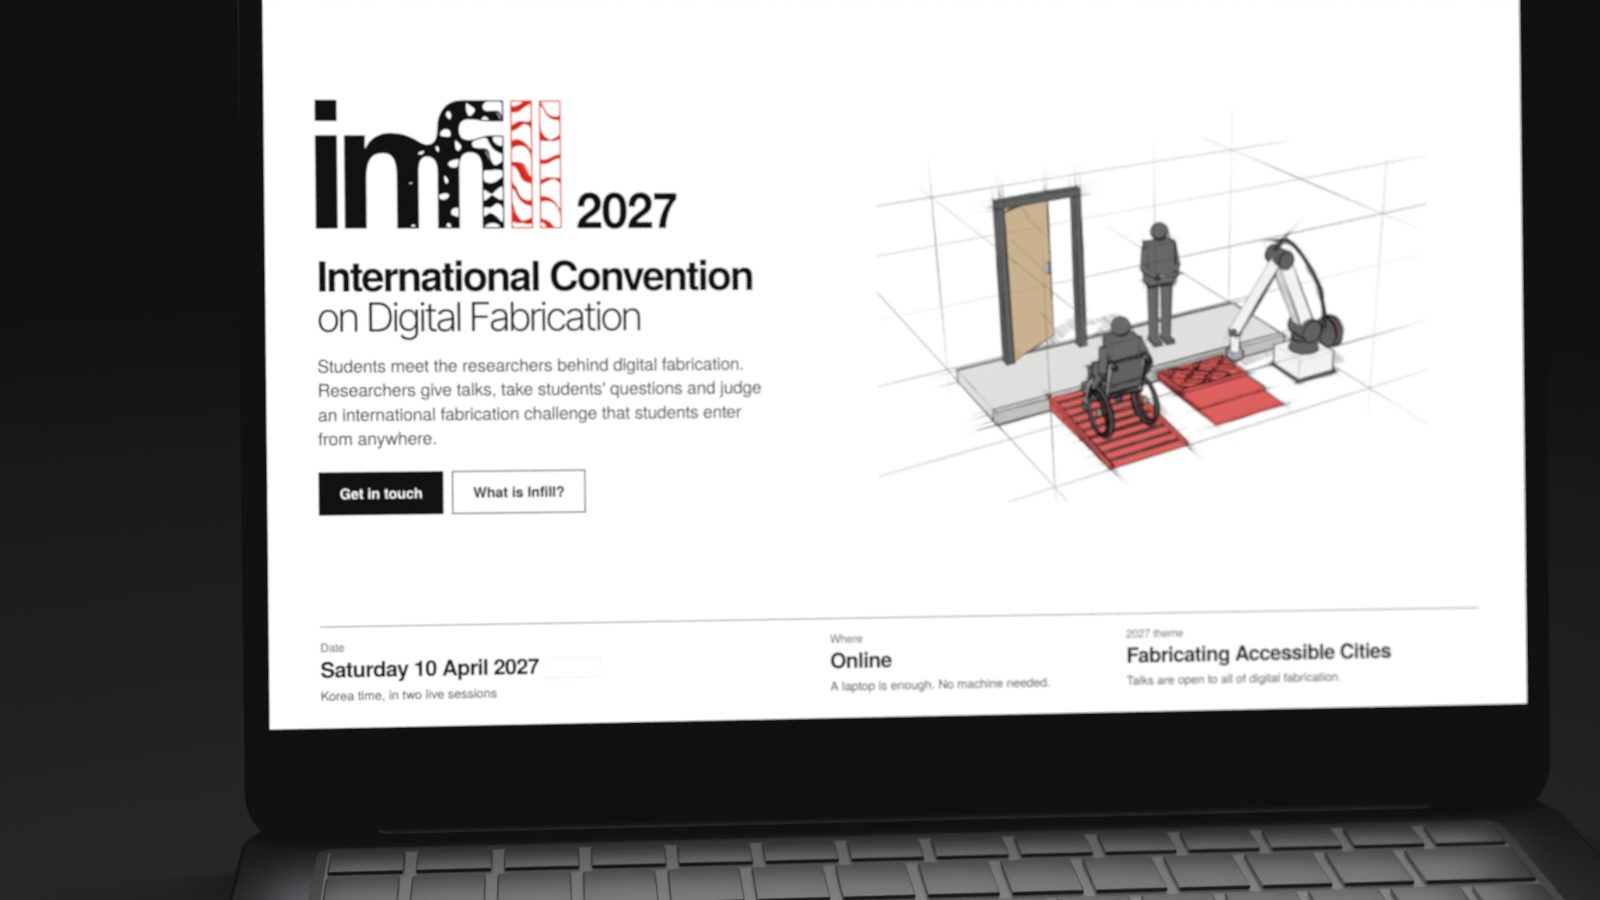 infill 2027
International Convention
on Digital Fabrication
Students meet the researchers behind digital fabrication.
Researchers give talks, take students' questions and judge
an international fabrication challenge that students enter
from anywhere.
Get in touch
What is Infill?
Date
Saturday 10 April 2027
Korea time, in two live sessions
Where
Online
A laptop is enough. No machine needed.
2027 theme
Fabricating Accessible Cities
Talks are open to all of digital fabrication.